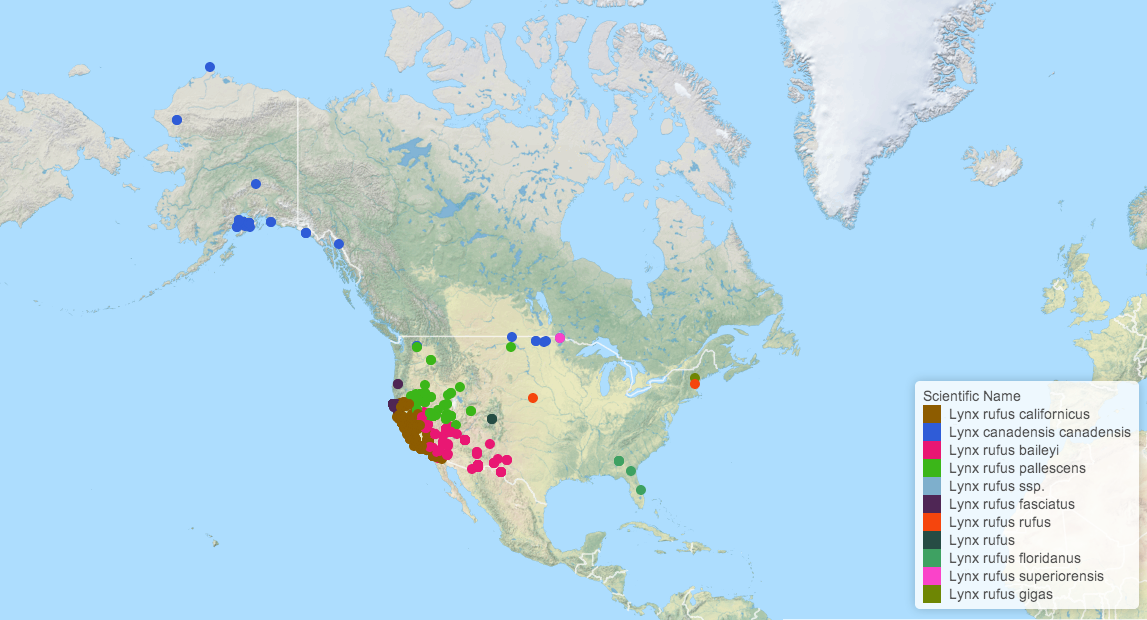 Scientific Name
Lynx rufus californicus
Lynx canadensis canadensis
Lynx rufus baileyi
Lynx rufus pallescens
Lynx rufus ssp.
Lynx rufus fasciatus
Lynx rufus rufus
Lynx rufus
Lynx rufus floridanus
Lynx rufus superiorensis
Lynx rufus gigas